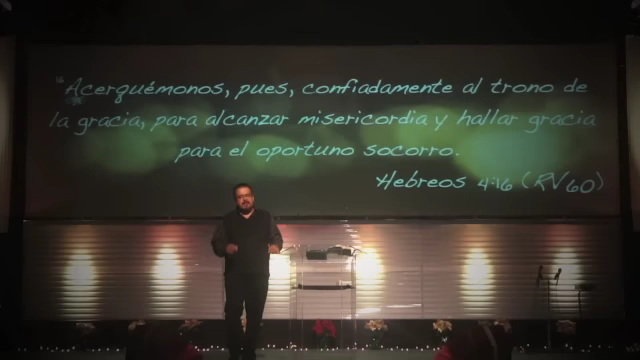 "16 Acerquémonos, pues, confiadamente al trono de
la gracia, para alcanzar misericordia y hallar gracia
para el oportuno socorro.
Hebreos 4:16 (RV60)